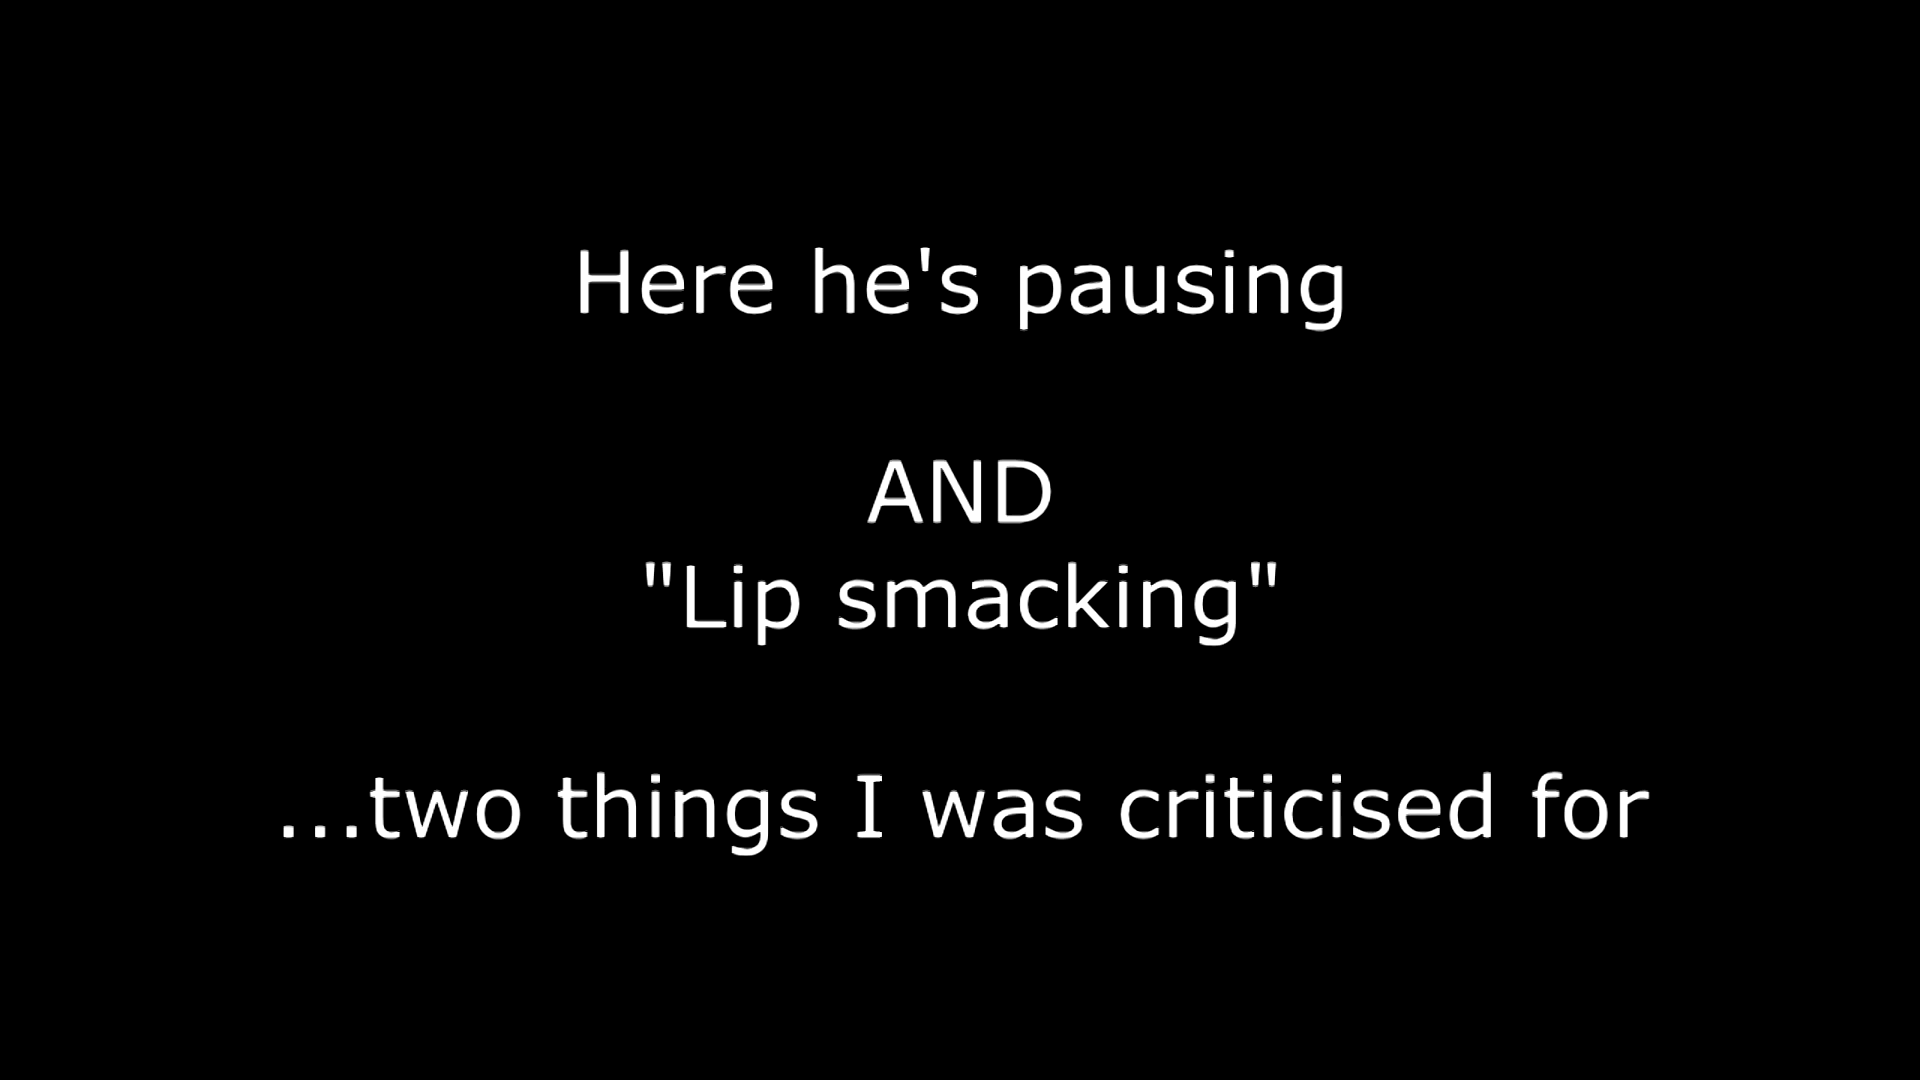 Here he's pausing
AND
"Lip smacking"
...two things I was criticised for